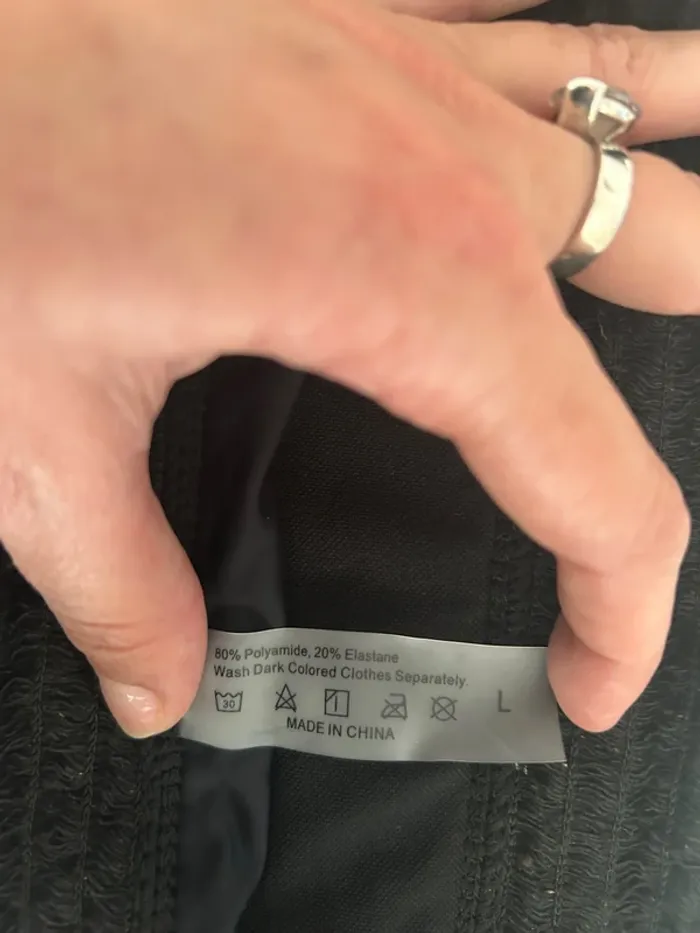 80% Polyamide, 20% Elastane
Wash Dark Colored Clothes Separately.
30
L
MADE IN CHINA